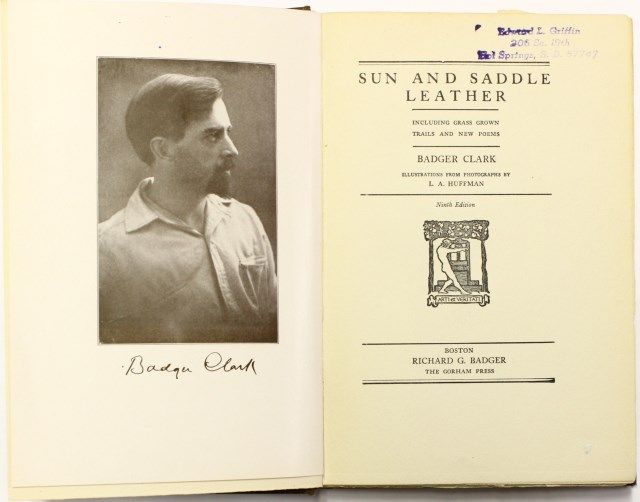 Badger Clark
Edward L. Griffin
206 So. 19th
Hot Springs, S. D. 57747
SUN AND SADDLE
LEATHER
INCLUDING GRASS GROWN
TRAILS AND NEW POEMS
BADGER CLARK
ILLUSTRATIONS FROM PHOTOGRAPHS BY
L. A. HUFFMAN
Ninth Edition
ARTI et VERITATI
BOSTON
RICHARD G. BADGER
THE GORHAM PRESS